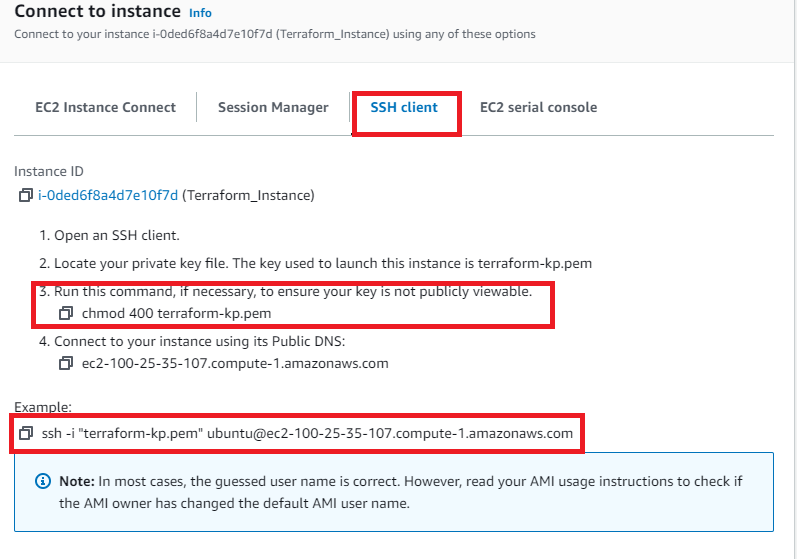 Connect to instance Info
Connect to your instance i-0ded6f8a4d7e10f7d (Terraform_Instance) using any of these options
EC2 Instance Connect Session Manager SSH client EC2 serial console
Instance ID
i-0ded6f8a4d7e10f7d (Terraform_Instance)
1. Open an SSH client.
2. Locate your private key file. The key used to launch this instance is terraform-kp.pem
3. Run this command, if necessary, to ensure your key is not publicly viewable.
chmod 400 terraform-kp.pem
4. Connect to your instance using its Public DNS:
ec2-100-25-35-107.compute-1.amazonaws.com
Example:
ssh -i "terraform-kp.pem" ubuntu@ec2-100-25-35-107.compute-1.amazonaws.com
Note: In most cases, the guessed user name is correct. However, read your AMI usage instructions to check if
the AMI owner has changed the default AMI user name.